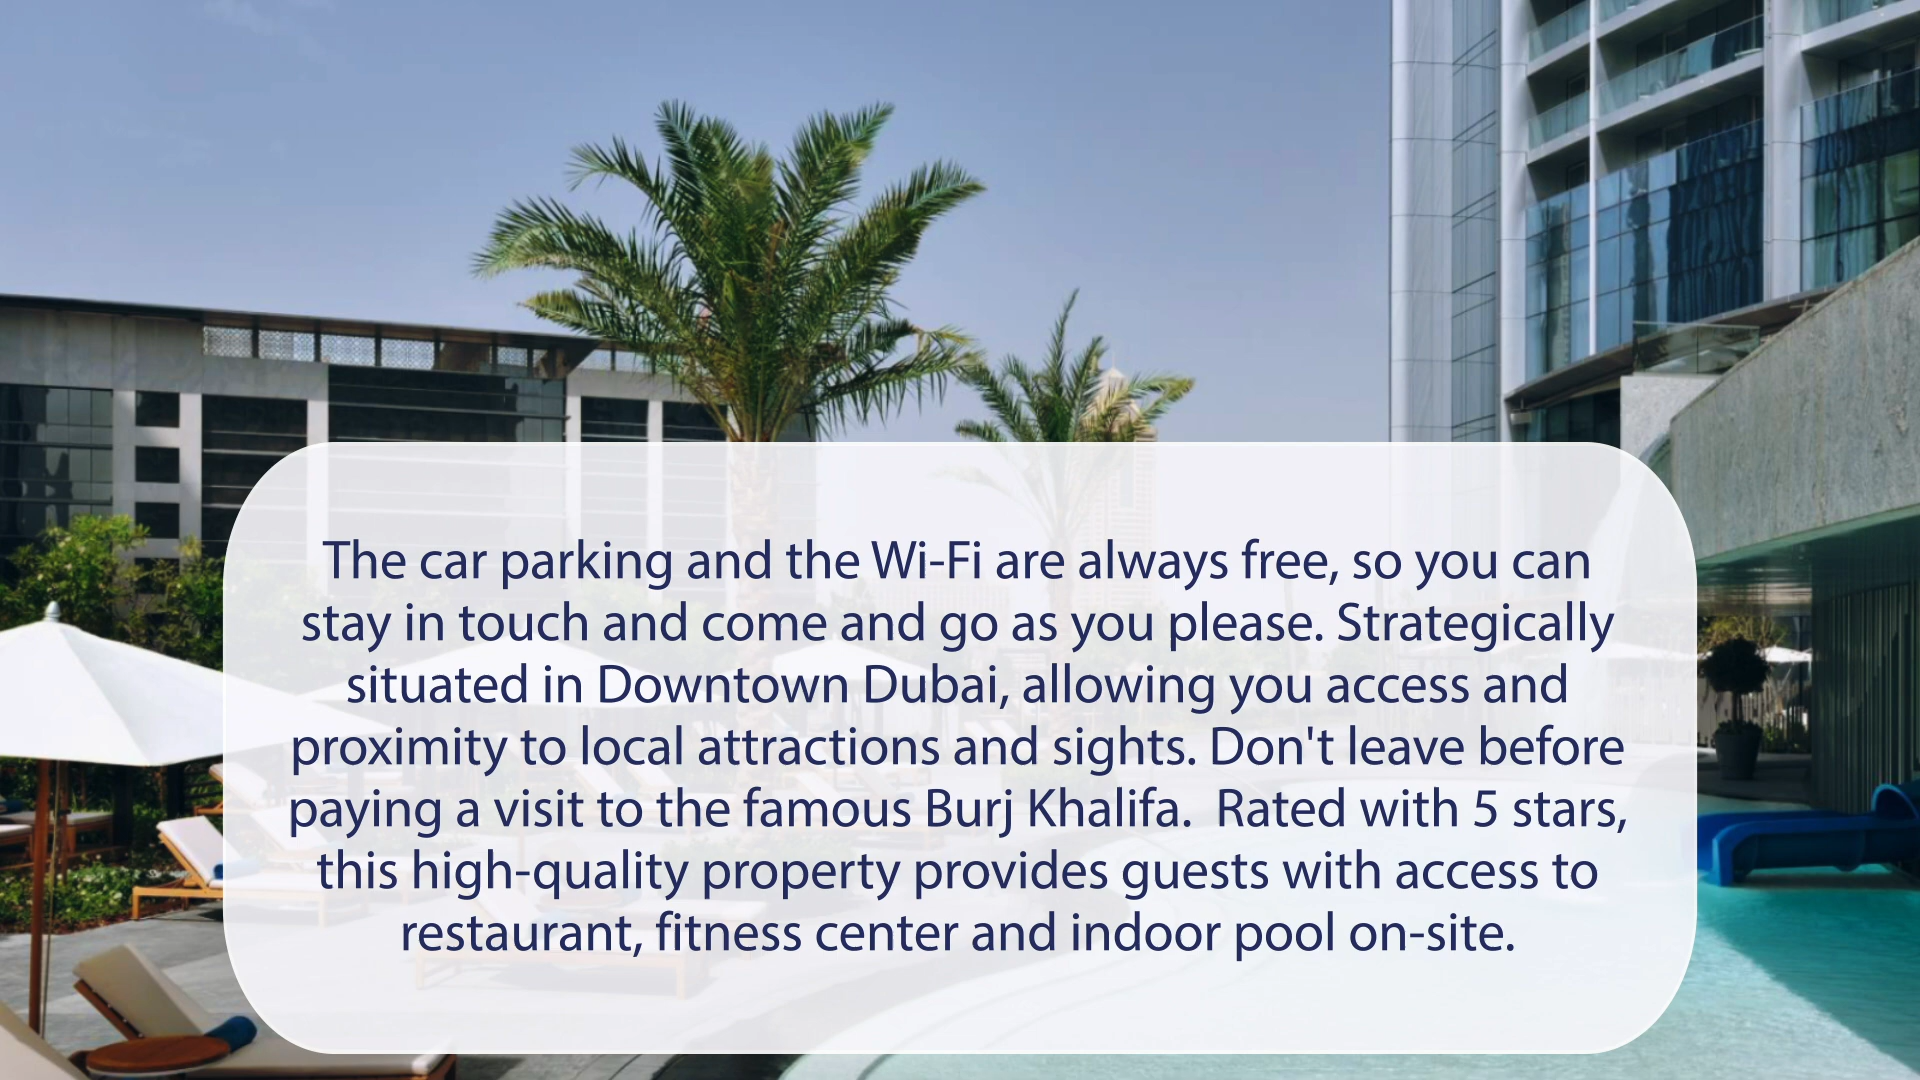 The car parking and the Wi-Fi are always free, so you can
stay in touch and come and go as you please. Strategically
situated in Downtown Dubai, allowing you access and
proximity to local attractions and sights. Don't leave before
paying a visit to the famous Burj Khalifa.  Rated with 5 stars,
this high-quality property provides guests with access to
restaurant, fitness center and indoor pool on-site.